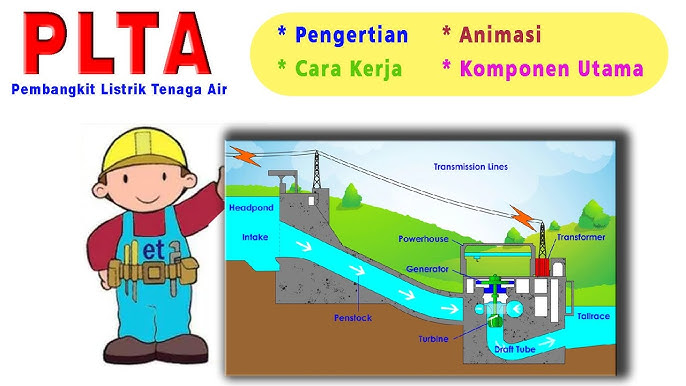 PLTA
Pembangkit Listrik Tenaga Air
* Pengertian
* Animasi
* Cara Kerja
* Komponen Utama
et
Transmission Lines
Headpond
Intake
Powerhouse
Transformer
Generator
Penstock
Turbine
Tailrace
Draft Tube